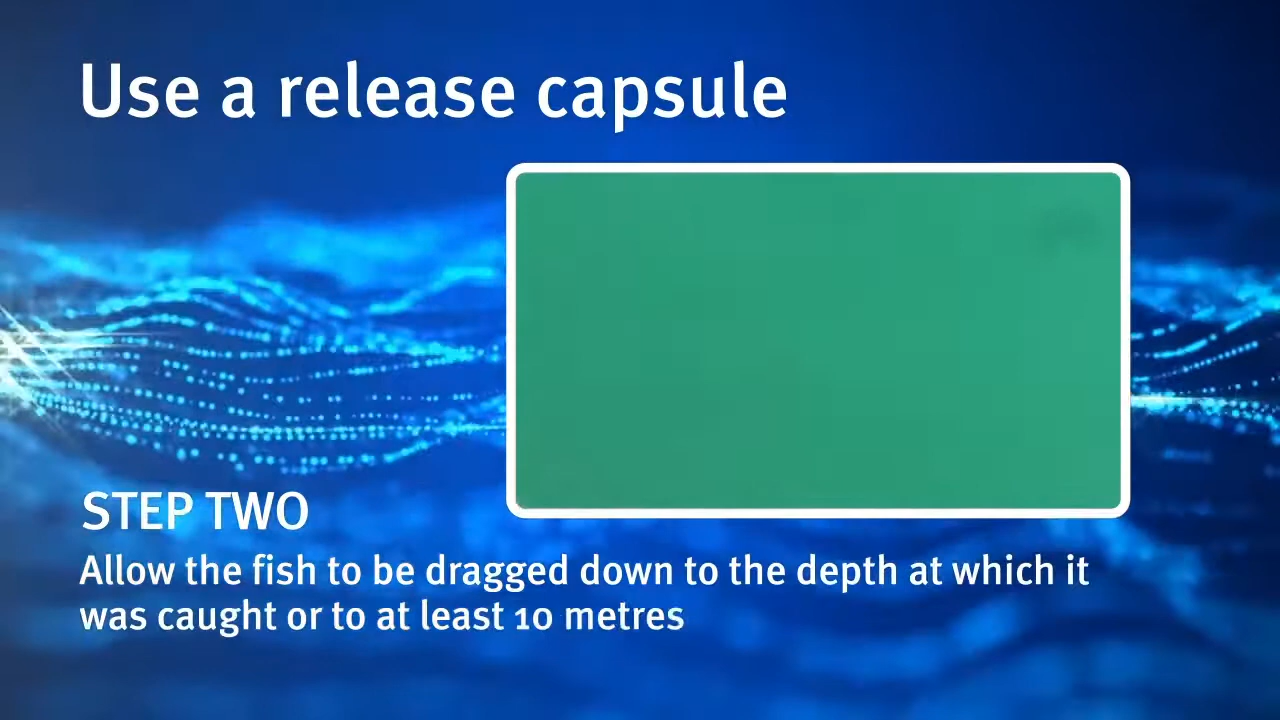 Use a release capsule
STEP TWO
Allow the fish to be dragged down to the depth at which it
was caught or to at least 10 metres